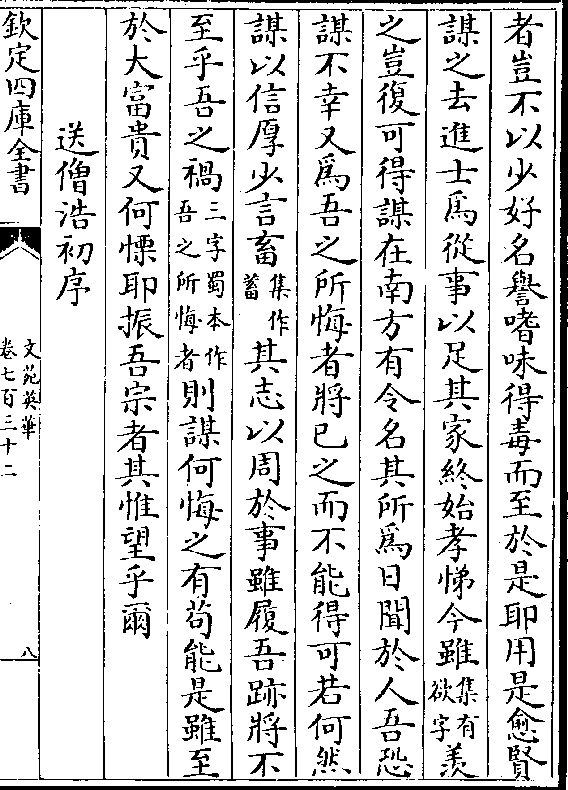 者豈不以少好名譽嗜味得毒而至於是耶用是愈賢
謀之去進士為從事以足其家終始孝悌今雖集有欲字羨
之豈復可得謀在南方有令名其所為日聞於人吾恐
謀不幸又為吾之所悔者將已之而不能得可若何然
謀以信厚少言畜集作蓄其志以周於事雖履吾跡將不
至乎吾之禍三字蜀本作吾之所悔者則謀何悔之有苟能是雖至
於大富貴又何慄耶振吾宗者其惟望乎爾
送僧浩初序
欽定四庫全書
文苑英華
卷七百三十二
八